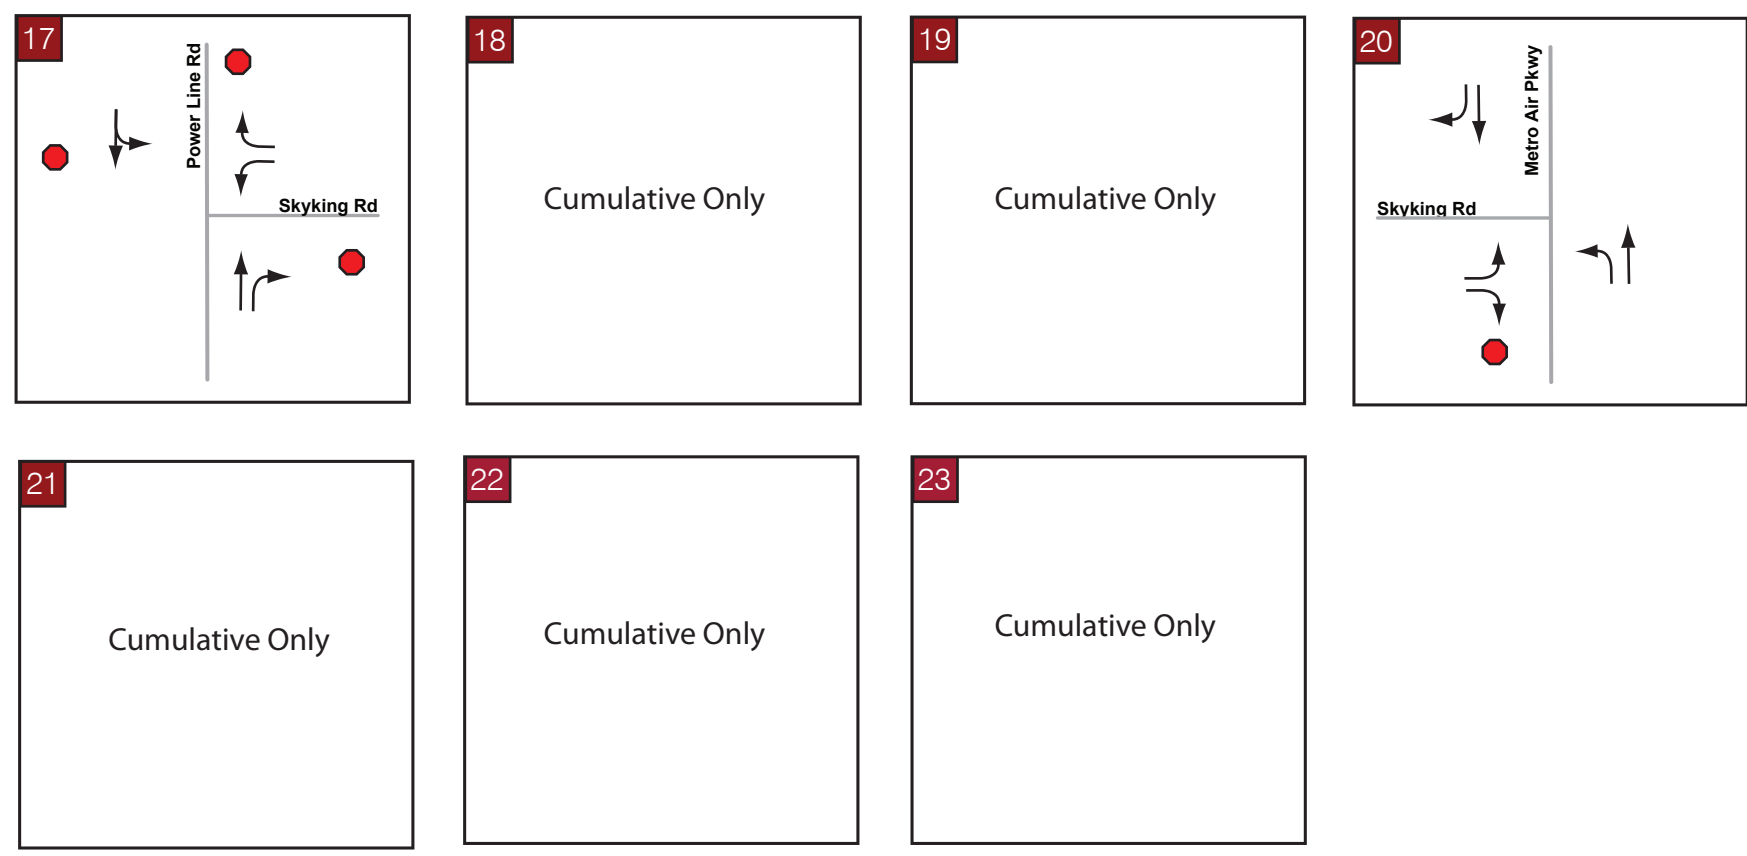 17
Power Line Rd
Skyking Rd
18
Cumulative Only
19
Cumulative Only
20
Metro Air Pkwy
Skyking Rd
21
Cumulative Only
22
Cumulative Only
23
Cumulative Only